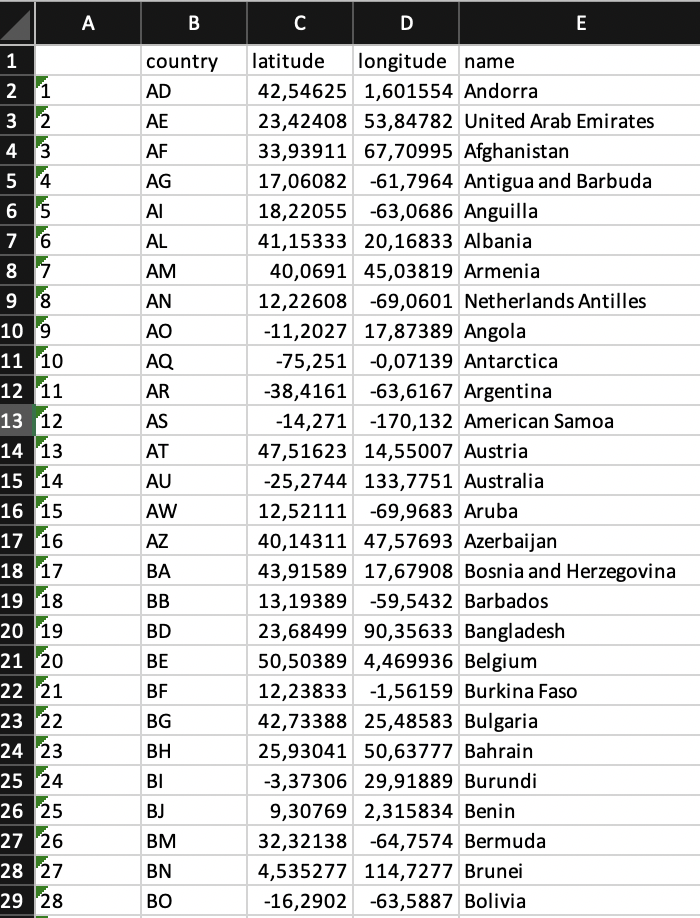 A B C D E
1 country latitude longitude name
2 1 AD 42,54625 1,601554 Andorra
3 2 AE 23,42408 53,84782 United Arab Emirates
4 3 AF 33,93911 67,70995 Afghanistan
5 4 AG 17,06082 -61,7964 Antigua and Barbuda
6 5 AI 18,22055 -63,0686 Anguilla
7 6 AL 41,15333 20,16833 Albania
8 7 AM 40,0691 45,03819 Armenia
9 8 AN 12,22608 -69,0601 Netherlands Antilles
10 9 AO -11,2027 17,87389 Angola
11 10 AQ -75,251 -0,07139 Antarctica
12 11 AR -38,4161 -63,6167 Argentina
13 12 AS -14,271 -170,132 American Samoa
14 13 AT 47,51623 14,55007 Austria
15 14 AU -25,2744 133,7751 Australia
16 15 AW 12,52111 -69,9683 Aruba
17 16 AZ 40,14311 47,57693 Azerbaijan
18 17 BA 43,91589 17,67908 Bosnia and Herzegovina
19 18 BB 13,19389 -59,5432 Barbados
20 19 BD 23,68499 90,35633 Bangladesh
21 20 BE 50,50389 4,469936 Belgium
22 21 BF 12,23833 -1,56159 Burkina Faso
23 22 BG 42,73388 25,48583 Bulgaria
24 23 BH 25,93041 50,63777 Bahrain
25 24 BI -3,37306 29,91889 Burundi
26 25 BJ 9,30769 2,315834 Benin
27 26 BM 32,32138 -64,7574 Bermuda
28 27 BN 4,535277 114,7277 Brunei
29 28 BO -16,2902 -63,5887 Bolivia